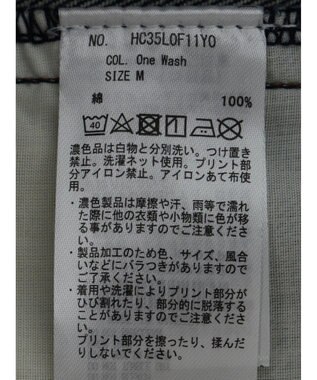 NO. HC35L0F11Y0
COL. One Wash
SIZE M
綿 100%
40
濃色品は白物と分別洗い。つけ置き
禁止。洗濯ネット使用。プリント部
分アイロン禁止。アイロンあて布使
用。
・濃色製品は摩擦や汗、雨等で濡れ
た際に他の衣類や小物類に色が移
る事がありますのでご注意くださ
い。
・製品加工のため色、サイズ、風合
いなどにバラつきがありますので
ご了承ください。
・着用や洗濯によりプリント部分が
ひび割れたり、部分的に脱落する
ことがありますのでご注意くださ
い。
プリント部分を擦ったり、揉んだ
りしないでください。